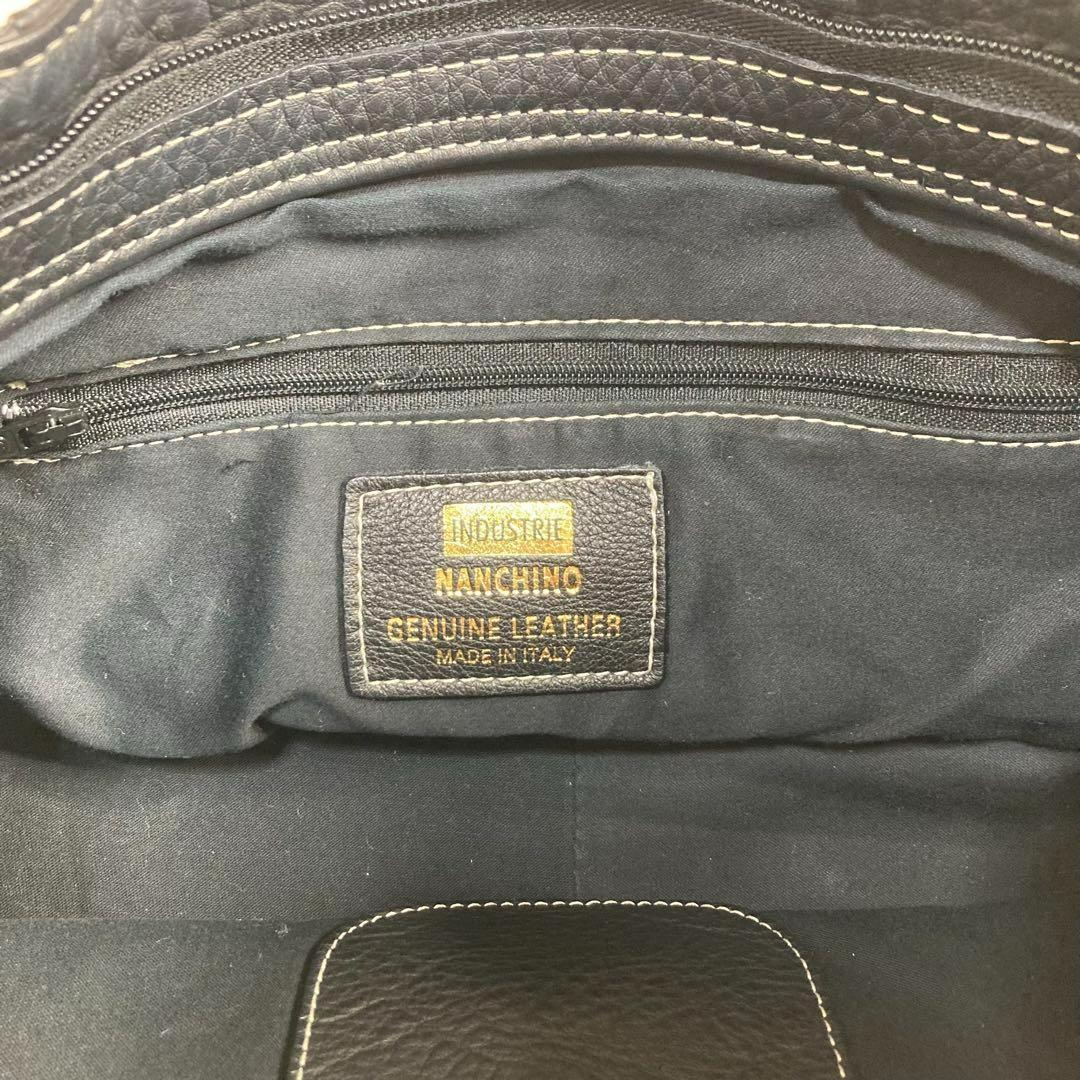 INDUSTRIE
NANCHINO
GENUINE LEATHER
MADE IN ITALY